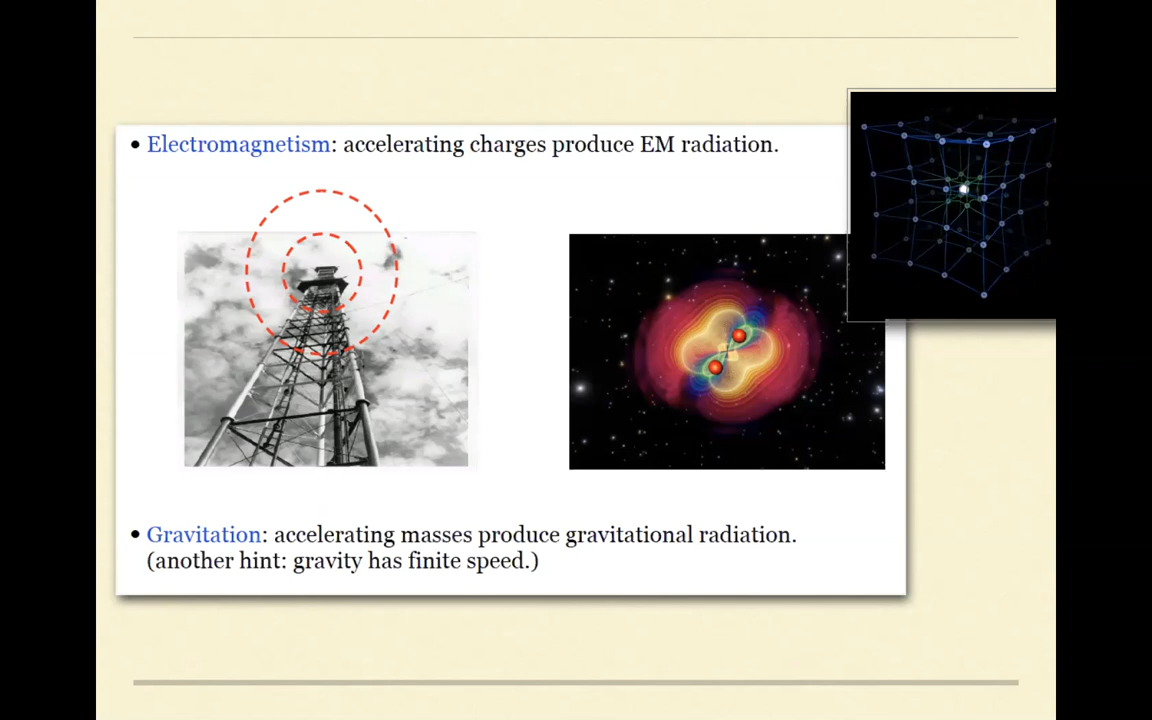 • Electromagnetism: accelerating charges produce EM radiation.
• Gravitation: accelerating masses produce gravitational radiation.
(another hint: gravity has finite speed.)